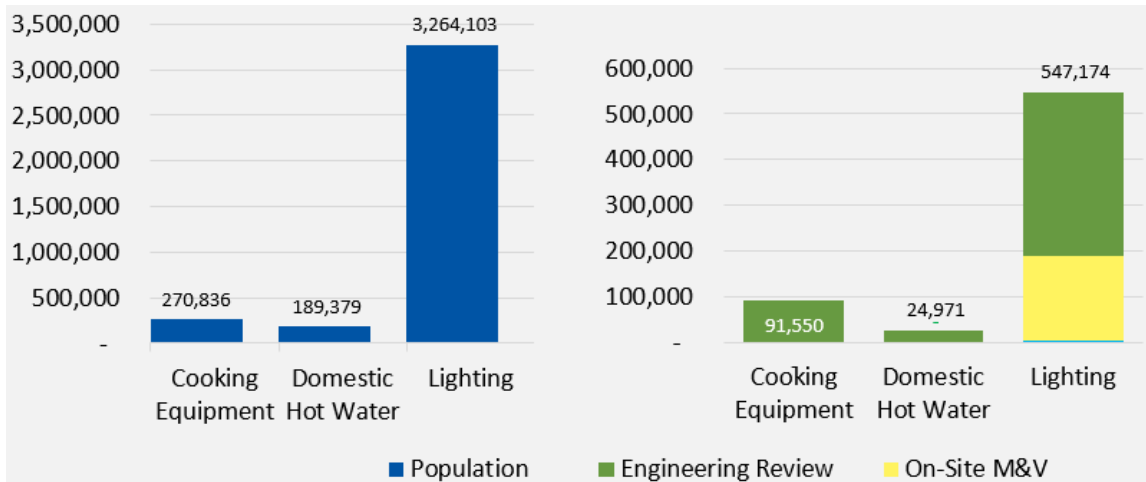 3,500,000
3,000,000
2,500,000
2,000,000
1,500,000
1,000,000
500,000
-
3,264,103
270,836
189,379
Cooking Equipment
Domestic Hot Water
Lighting
600,000
500,000
400,000
300,000
200,000
100,000
-
547,174
91,550
24,971
-
Cooking Equipment
Domestic Hot Water
Lighting
Population
Engineering Review
On-Site M&V